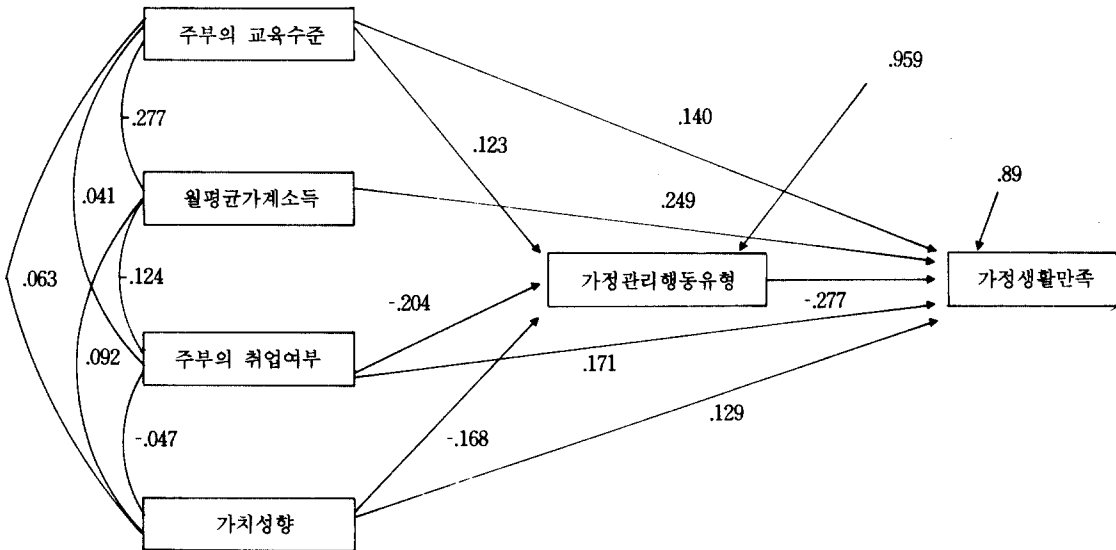 주부의 교육수준
.959
-.277
.140
.123
월평균가계소득
.041
.249
.89
.063
-.124
가정관리행동유형
가정생활만족
-.204
-.277
주부의 취업여부
.092
.171
.129
-.047
-.168
가치성향